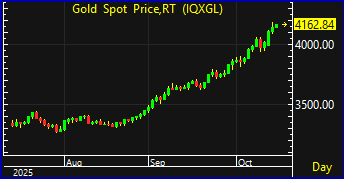 Gold Spot Price,RT (IQXGL)
4162.84
4000.00
3500.00
Aug Sep Oct
2025 Day